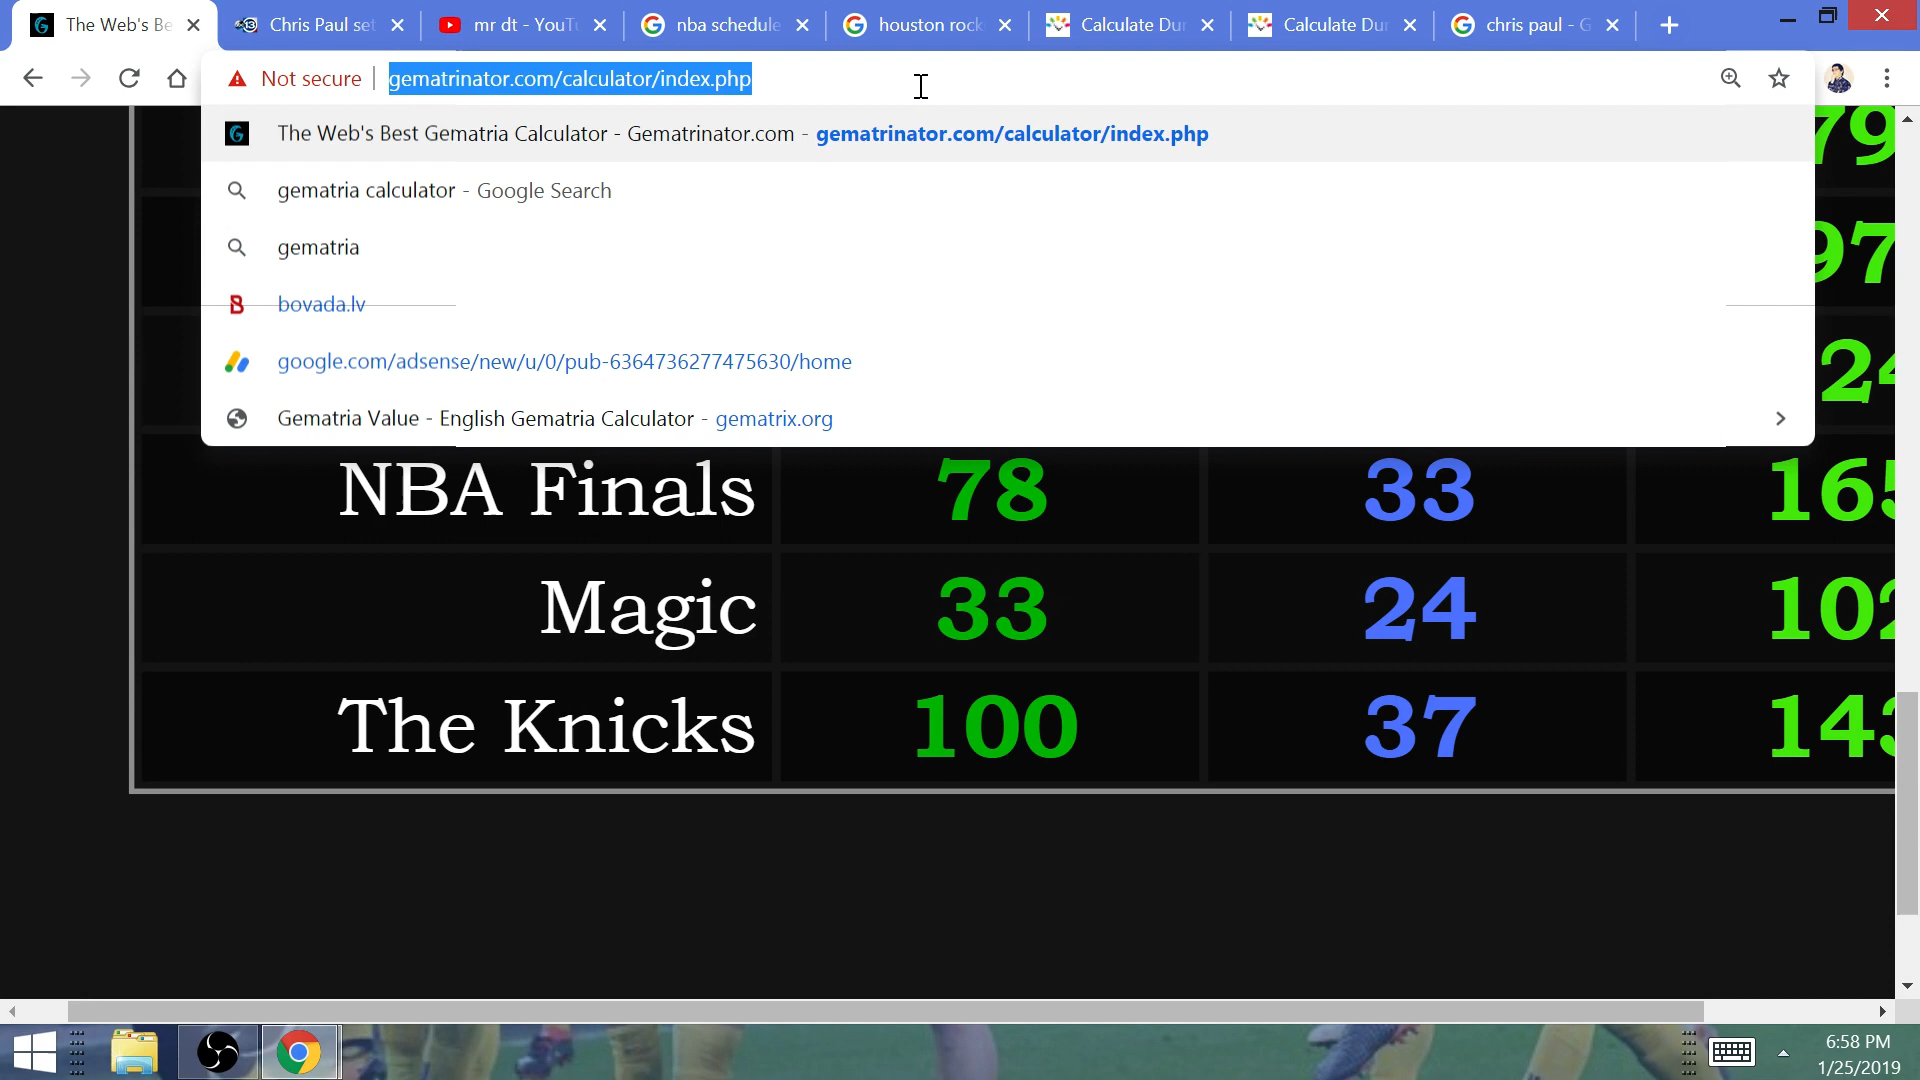 The Web's Be
Chris Paul set
mr dt - YouTu
nba schedule
houston rock
Calculate Dur
Calculate Dur
chris paul - G
Not secure
gematrinator.com/calculator/index.php
The Web's Best Gematria Calculator - Gematrinator.com - gematrinator.com/calculator/index.php
gematria calculator - Google Search
gematria
bovada.lv
google.com/adsense/new/u/0/pub-6364736277475630/home
Gematria Value - English Gematria Calculator - gematrix.org
79
97
24
NBA Finals 78 33 165
Magic 33 24 102
The Knicks 100 37 143
6:58 PM
1/25/2019